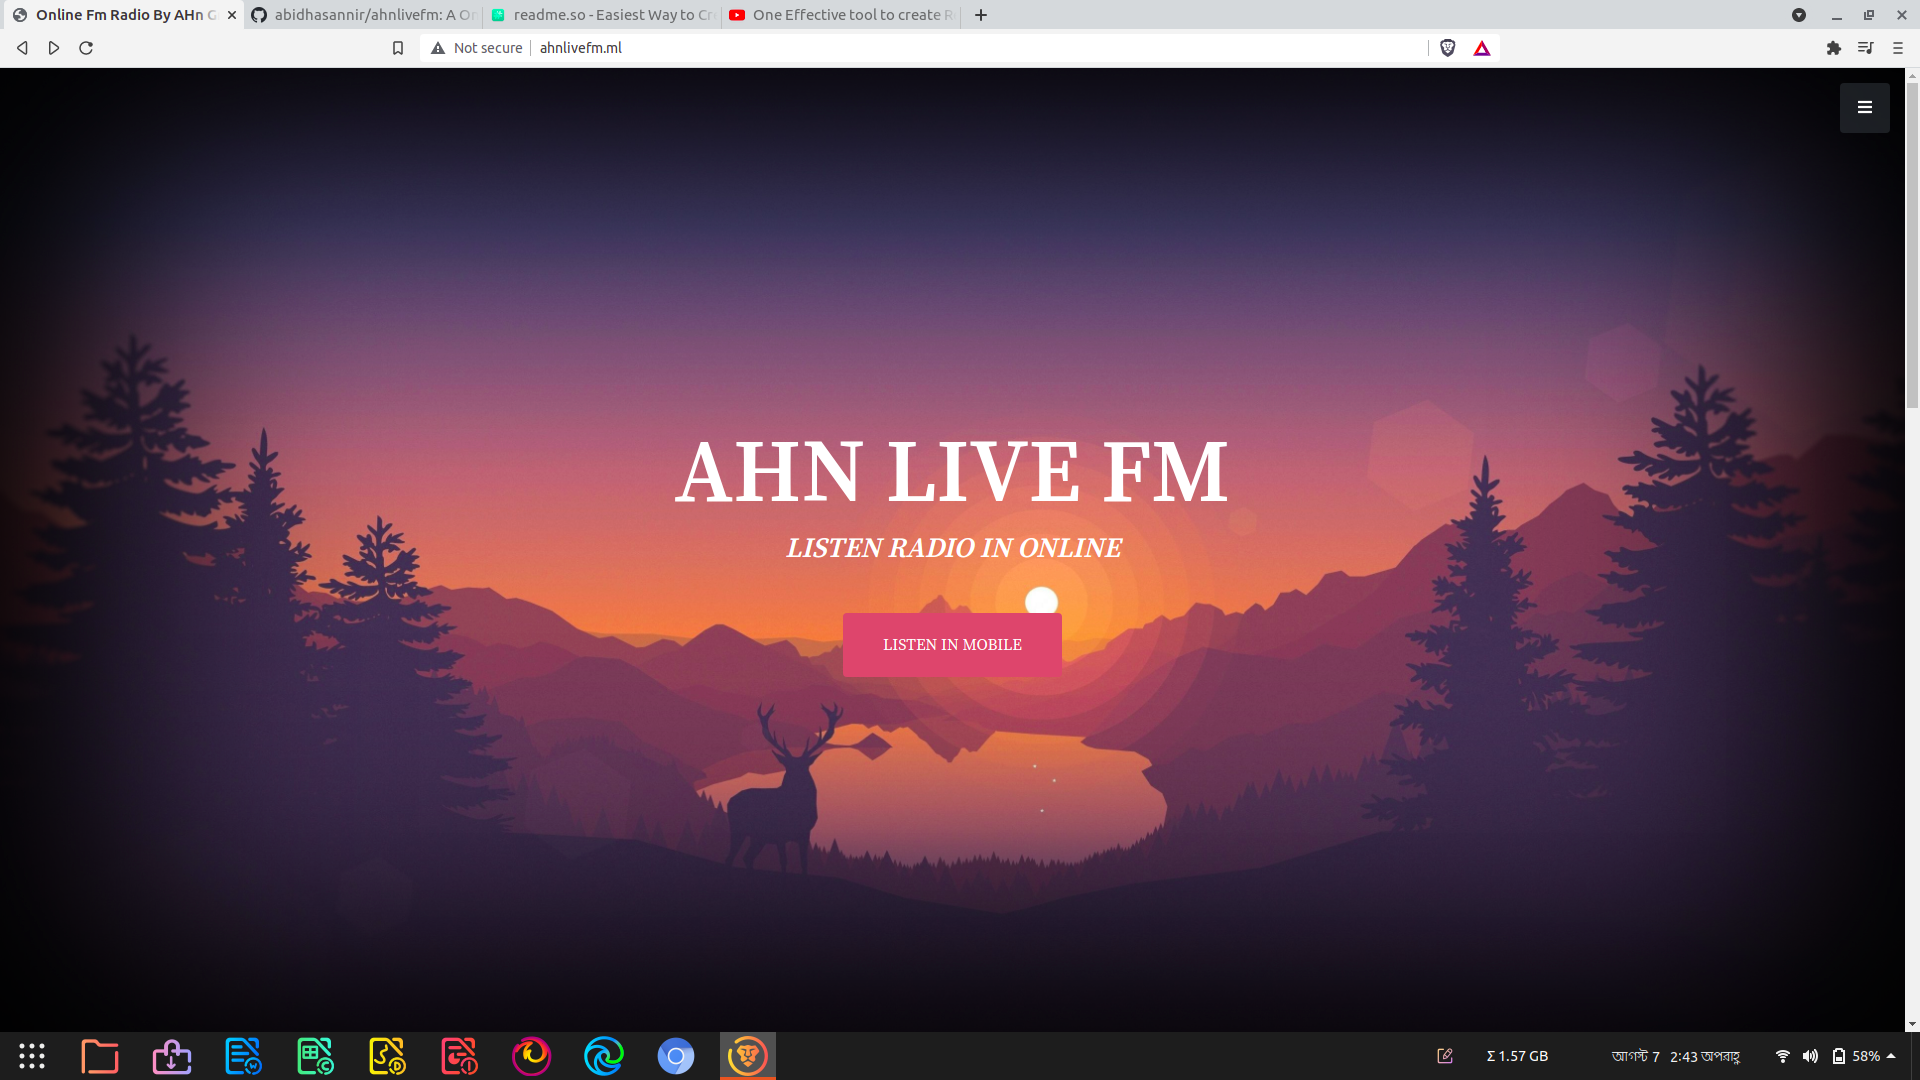 Online Fm Radio By AHn G
abidhasannir/ahnlivefm: A On
readme.so - Easiest Way to Cr
One Effective tool to create R
Not secure
ahnlivefm.ml
AHN LIVE FM
LISTEN RADIO IN ONLINE
LISTEN IN MOBILE
Σ 1.57 GB
আগস্ট 7 2:43 অপরাহ্ণ
58%